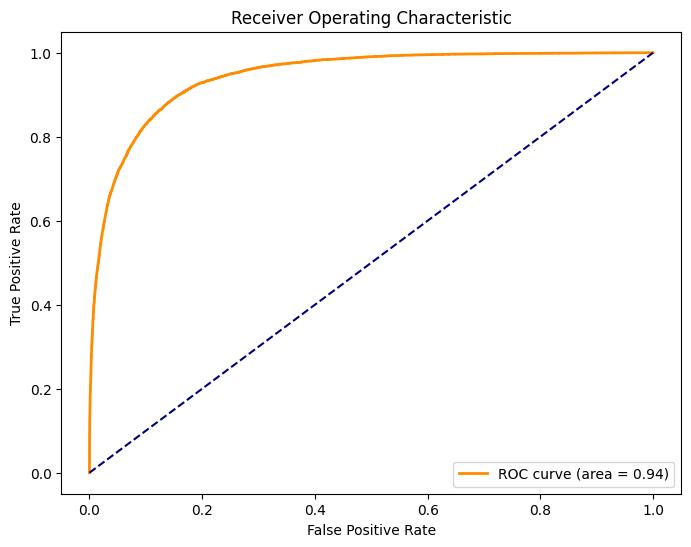 Receiver Operating Characteristic
1.0
0.8
0.6
0.4
0.2
0.0
True Positive Rate
ROC curve (area = 0.94)
0.0 0.2 0.4 0.6 0.8 1.0
False Positive Rate